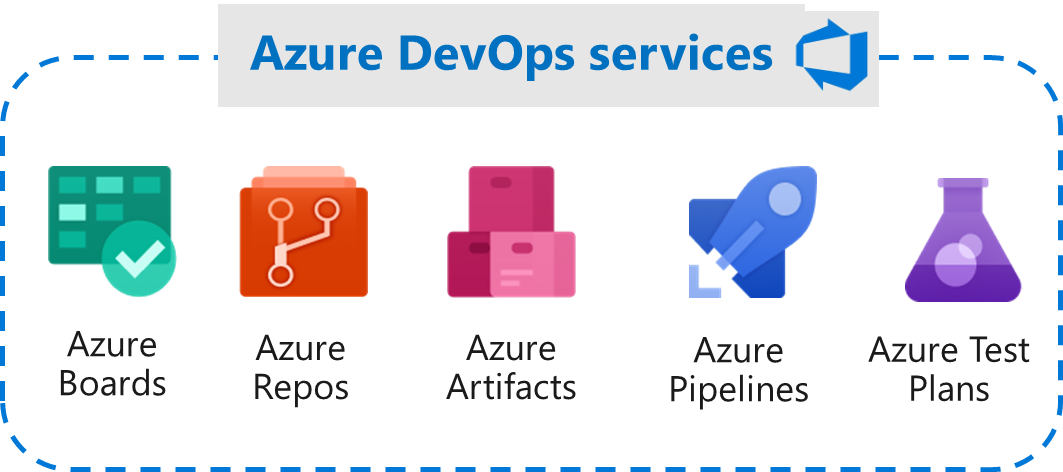 Azure DevOps services
Azure
Boards
Azure
Repos
Azure
Artifacts
Azure
Pipelines
Azure Test
Plans